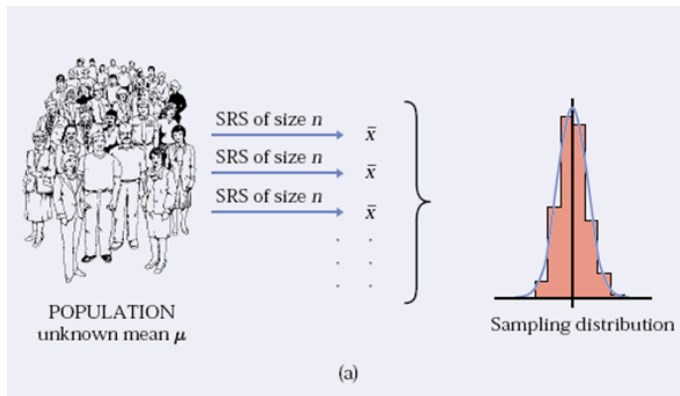 SRS of size n
x̄
SRS of size n
x̄
SRS of size n
x̄
POPULATION
unknown mean μ
Sampling distribution
(a)